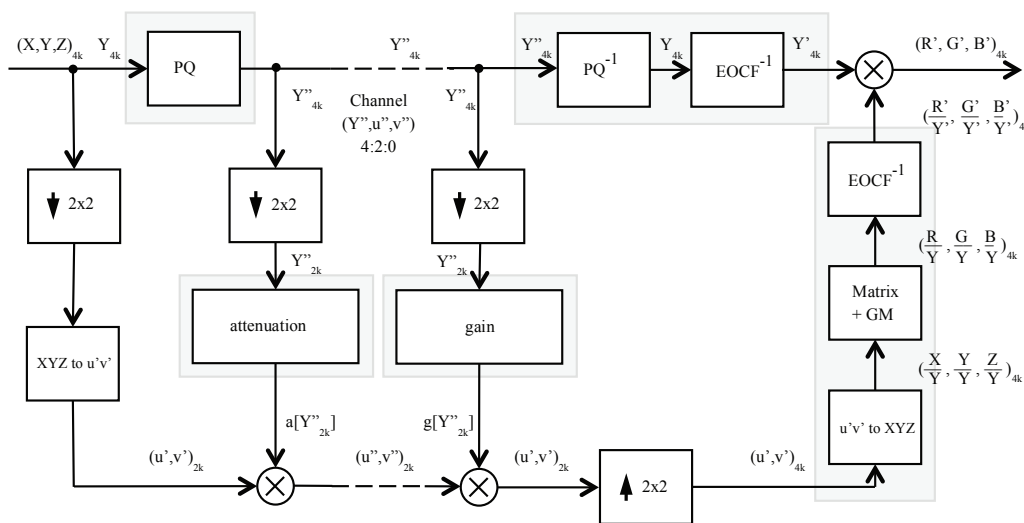 (X,Y,Z)4k
Y4k
PQ
Y”4k
Y”4k
PQ-1
Y4k
EOCF-1
Y’4k
(R’, G’, B’)4k
Y”4k
Channel
(Y”,u”,v”)
4:2:0
Y”4k
(R’/Y’, G’/Y’, B’/Y’)4k
2x2
2x2
2x2
EOCF-1
Y”2k
Y”2k
(R/Y, G/Y, B/Y)4k
attenuation
gain
Matrix
+ GM
XYZ to u’v’
(X/Y, Y/Y, Z/Y)4k
a[Y”2k]
g[Y”2k]
u’v’ to XYZ
(u’,v’)2k
(u”,v”)2k
(u’,v’)2k
2x2
(u’,v’)4k